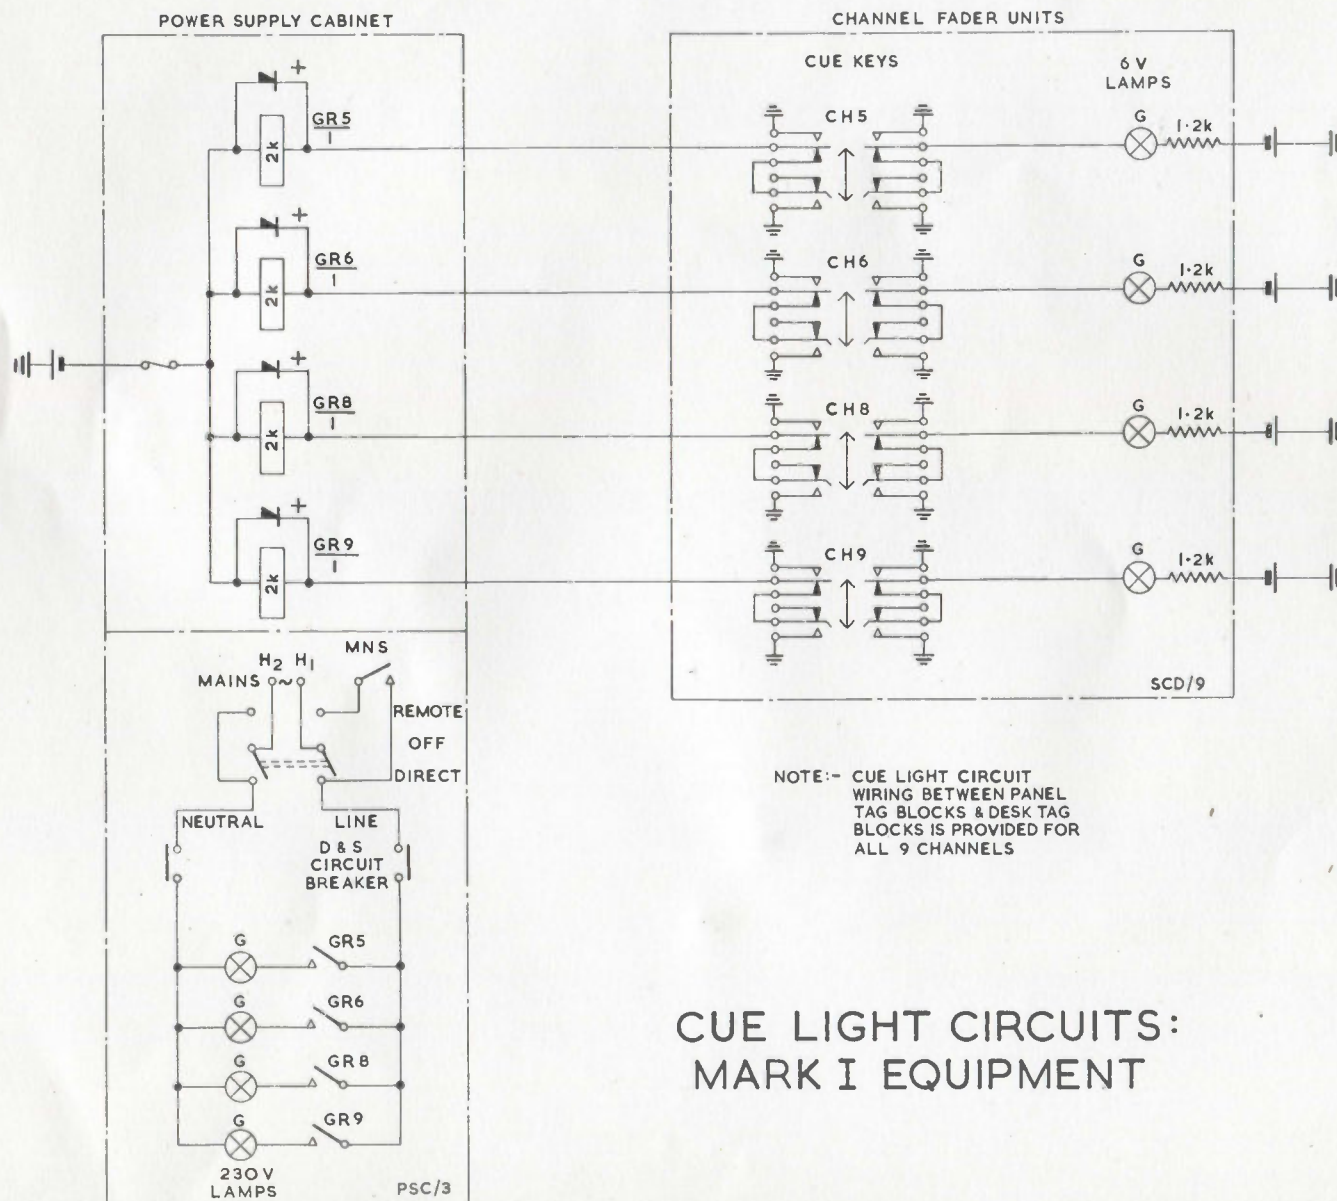 POWER SUPPLY CABINET
CHANNEL FADER UNITS
CUE KEYS
6 V
LAMPS
+
GR5
1
2k
CH5
G
1·2k
+
GR6
1
2k
CH6
G
1·2k
+
GR8
1
2k
CH8
G
1·2k
+
GR9
1
2k
CH9
G
1·2k
SCD/9
MNS
H2 H1
MAINS ~
REMOTE
OFF
DIRECT
NEUTRAL
LINE
D & S
CIRCUIT
BREAKER
G
GR5
G
GR6
G
GR8
G
GR9
230V
LAMPS
PSC/3
NOTE:- CUE LIGHT CIRCUIT
WIRING BETWEEN PANEL
TAG BLOCKS & DESK TAG
BLOCKS IS PROVIDED FOR
ALL 9 CHANNELS
CUE LIGHT CIRCUITS:
MARK I EQUIPMENT